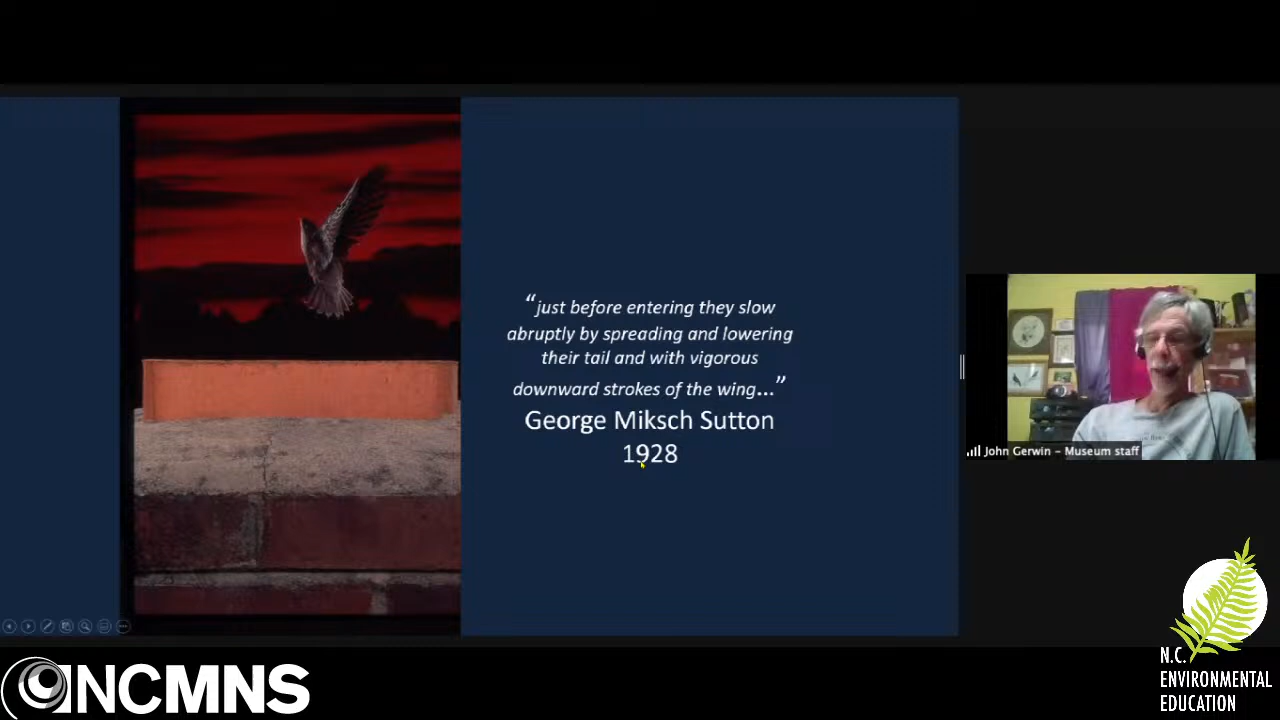 “just before entering they slow
abruptly by spreading and lowering
their tail and with vigorous
downward strokes of the wing...”
George Miksch Sutton
1928
John Gerwin – Museum staff
NCMNS
N.C.
ENVIRONMENTAL
EDUCATION